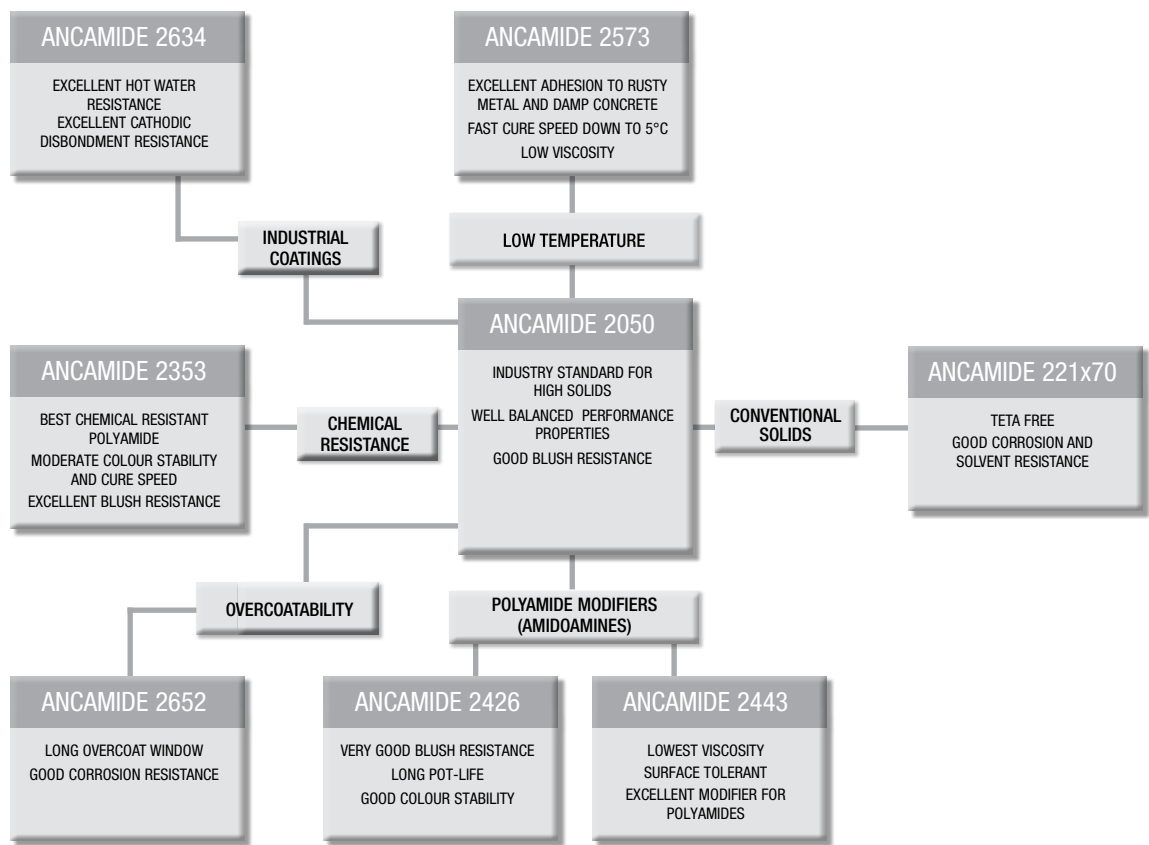 ANCAMIDE 2634
EXCELLENT HOT WATER
RESISTANCE
EXCELLENT CATHODIC
DISBONDMENT RESISTANCE
ANCAMIDE 2573
EXCELLENT ADHESION TO RUSTY
METAL AND DAMP CONCRETE
FAST CURE SPEED DOWN TO 5°C
LOW VISCOSITY
INDUSTRIAL
COATINGS
LOW TEMPERATURE
ANCAMIDE 2050
INDUSTRY STANDARD FOR
HIGH SOLIDS
WELL BALANCED PERFORMANCE
PROPERTIES
GOOD BLUSH RESISTANCE
ANCAMIDE 2353
BEST CHEMICAL RESISTANT
POLYAMIDE
MODERATE COLOUR STABILITY
AND CURE SPEED
EXCELLENT BLUSH RESISTANCE
CHEMICAL
RESISTANCE
CONVENTIONAL
SOLIDS
ANCAMIDE 221x70
TETA FREE
GOOD CORROSION AND
SOLVENT RESISTANCE
OVERCOATABILITY
POLYAMIDE MODIFIERS
(AMIDOAMINES)
ANCAMIDE 2652
LONG OVERCOAT WINDOW
GOOD CORROSION RESISTANCE
ANCAMIDE 2426
VERY GOOD BLUSH RESISTANCE
LONG POT-LIFE
GOOD COLOUR STABILITY
ANCAMIDE 2443
LOWEST VISCOSITY
SURFACE TOLERANT
EXCELLENT MODIFIER FOR
POLYAMIDES